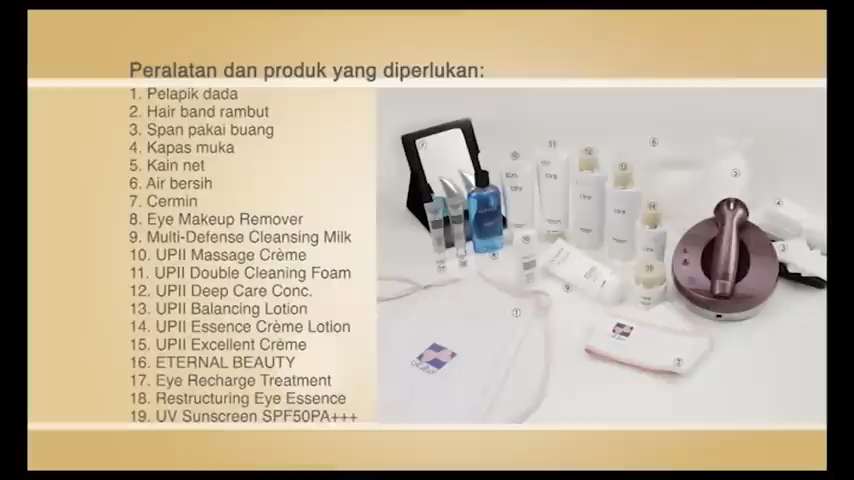 Peralatan dan produk yang diperlukan:
1. Pelapik dada
2. Hair band rambut
3. Span pakai buang
4. Kapas muka
5. Kain net
6. Air bersih
7. Cermin
8. Eye Makeup Remover
9. Multi-Defense Cleansing Milk
10. UPII Massage Crème
11. UPII Double Cleaning Foam
12. UPII Deep Care Conc.
13. UPII Balancing Lotion
14. UPII Essence Crème Lotion
15. UPII Excellent Crème
16. ETERNAL BEAUTY
17. Eye Recharge Treatment
18. Restructuring Eye Essence
19. UV Sunscreen SPF50PA+++